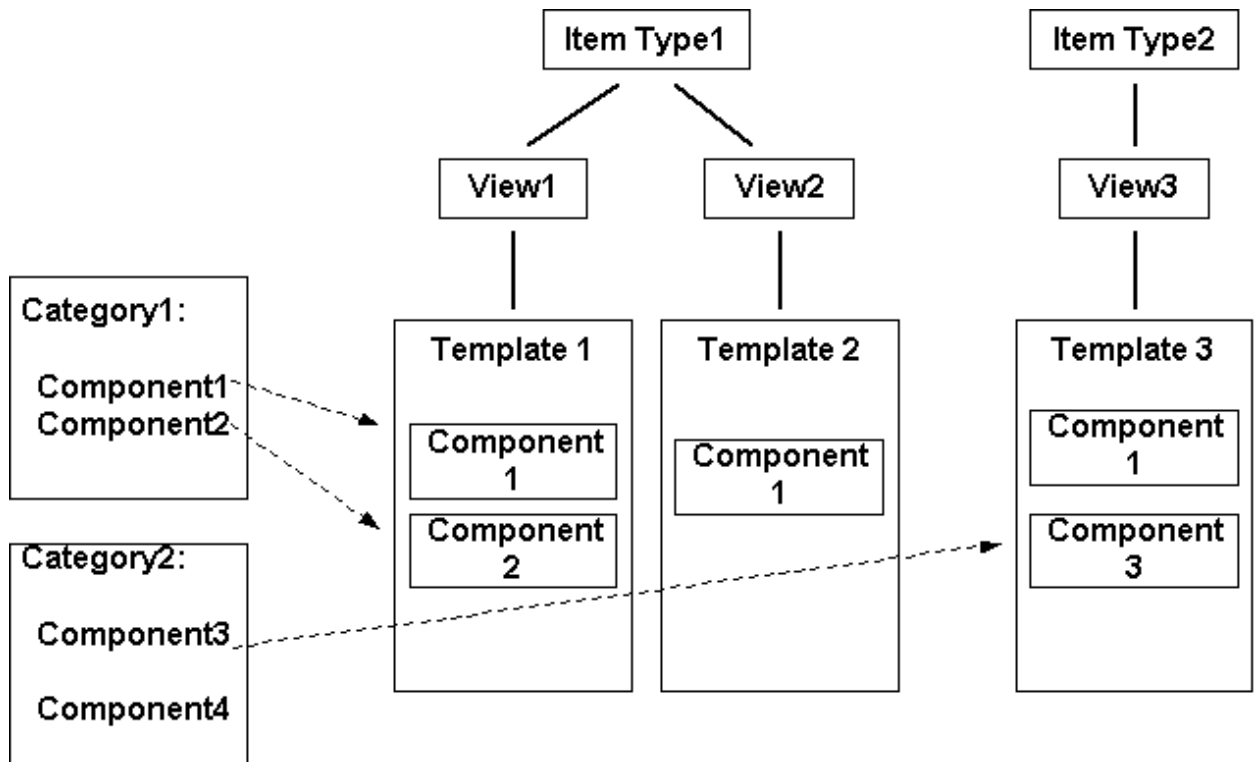 Item Type1
Item Type2
View1
View2
View3
Category1:
Component1
Component2
Category2:
Component3
Component4
Template 1
Component
1
Component
2
Template 2
Component
1
Template 3
Component
1
Component
3